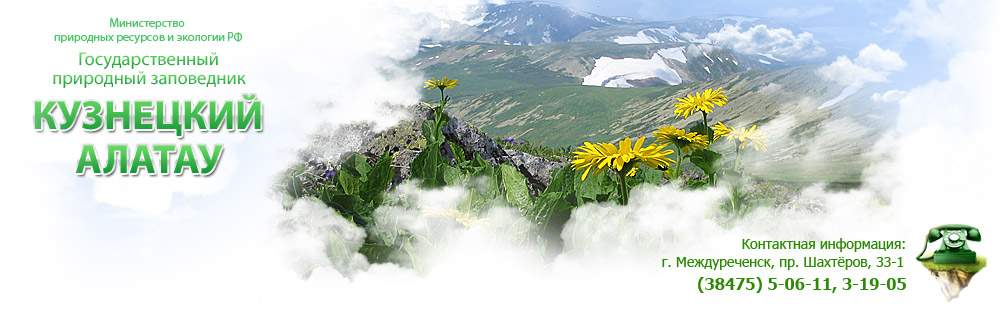 Министерство
природных ресурсов и экологии РФ
Государственный
природный заповедник
КУЗНЕЦКИЙ
АЛАТАУ
Контактная информация:
г. Междуреченск, пр. Шахтёров, 33-1
(38475) 5-06-11, 3-19-05